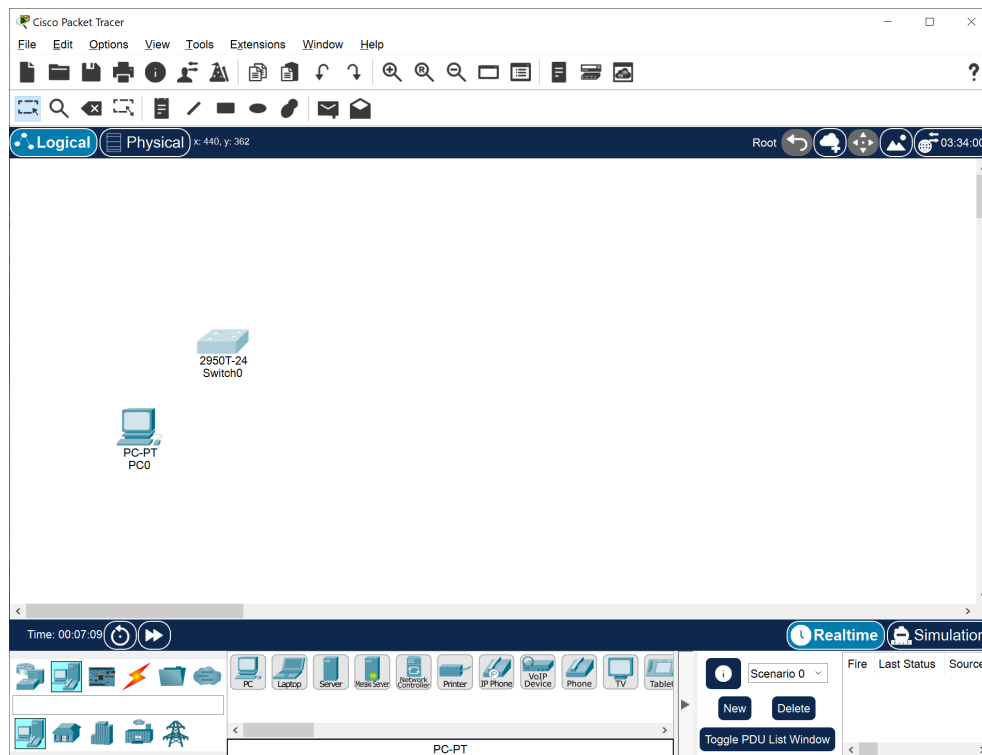 Cisco Packet Tracer
File Edit Options View Tools Extensions Window Help
?
Logical Physical x: 440, y: 362 Root 03:34:00
2950T-24
Switch0
PC-PT
PC0
Time: 00:07:09 Realtime Simulation
PC Laptop Server Meraki Server Network Controller Printer IP Phone VoIP Device Phone TV Tablet
Scenario 0
Fire Last Status Source
New Delete
Toggle PDU List Window
PC-PT